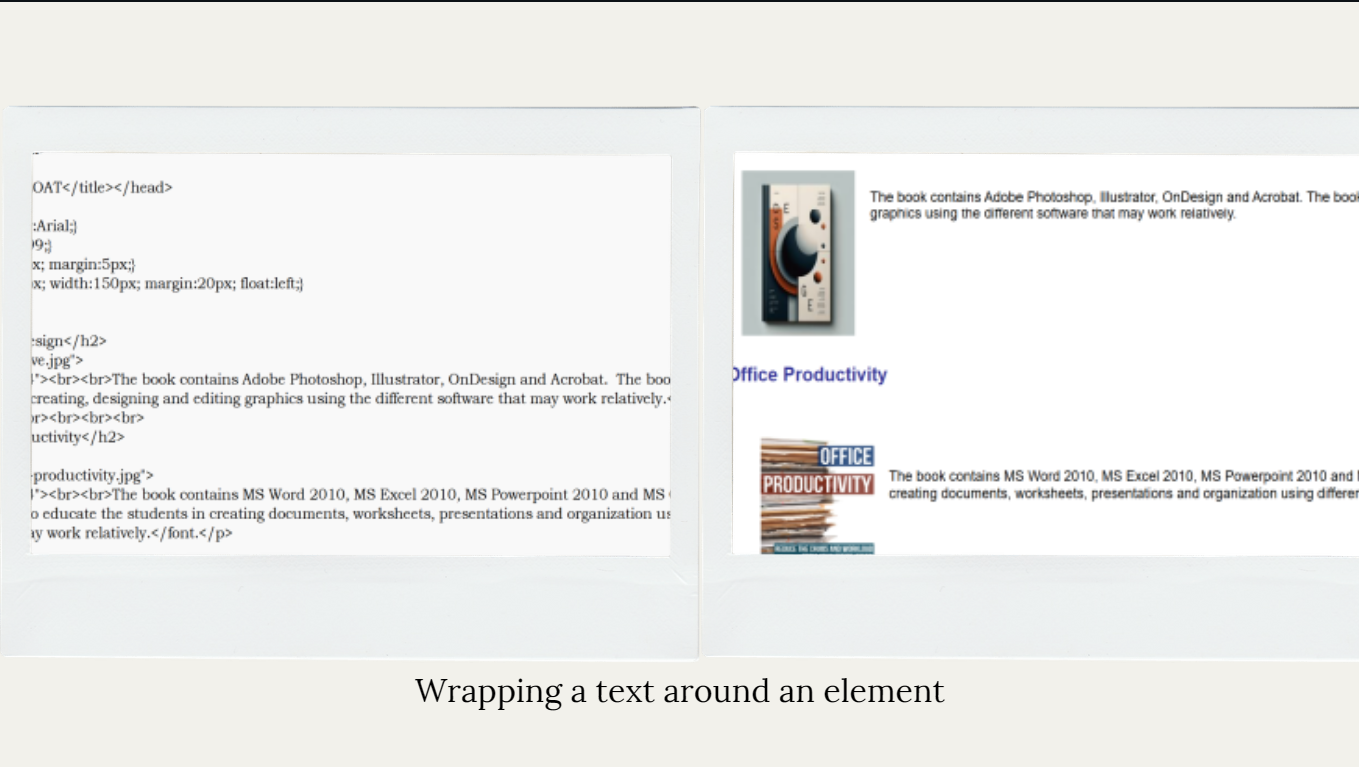 OAT</title></head>
:Arial;}
99;}
x; margin:5px;}
x; width:150px; margin:20px; float:left;}
sign</h2>
ve.jpg">
"><br><br>The book contains Adobe Photoshop, Illustrator, OnDesign and Acrobat.  The boo
creating, designing and editing graphics using the different software that may work relatively.<
r><br><br><br>
uctivity</h2>
-productivity.jpg">
"><br><br>The book contains MS Word 2010, MS Excel 2010, MS Powerpoint 2010 and MS
o educate the students in creating documents, worksheets, presentations and organization us
ay work relatively.</font.</p>
The book contains Adobe Photoshop, Illustrator, OnDesign and Acrobat. The book
graphics using the different software that may work relatively.
Office Productivity
OFFICE
PRODUCTIVITY
The book contains MS Word 2010, MS Excel 2010, MS Powerpoint 2010 and
creating documents, worksheets, presentations and organization using differen
Wrapping a text around an element